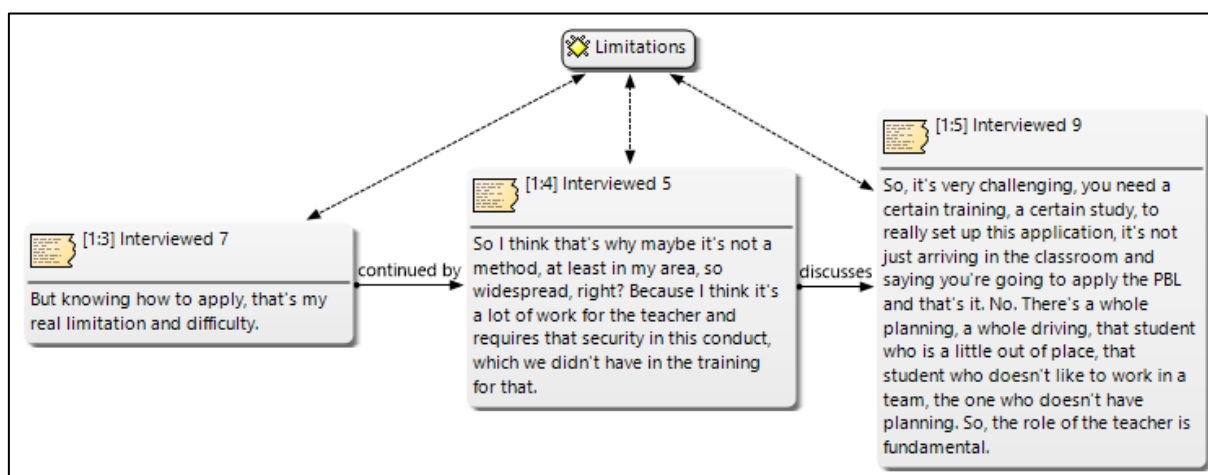 Limitations
[1:3] Interviewed 7
But knowing how to apply, that's my
real limitation and difficulty.
continued by
[1:4] Interviewed 5
So I think that's why maybe it's not a
method, at least in my area, so
widespread, right? Because I think it's
a lot of work for the teacher and
requires that security in this conduct,
which we didn't have in the training
for that.
discusses
[1:5] Interviewed 9
So, it's very challenging, you need a
certain training, a certain study, to
really set up this application, it's not
just arriving in the classroom and
saying you're going to apply the PBL
and that's it. No. There's a whole
planning, a whole driving, that student
who is a little out of place, that
student who doesn't like to work in a
team, the one who doesn't have
planning. So, the role of the teacher is
fundamental.